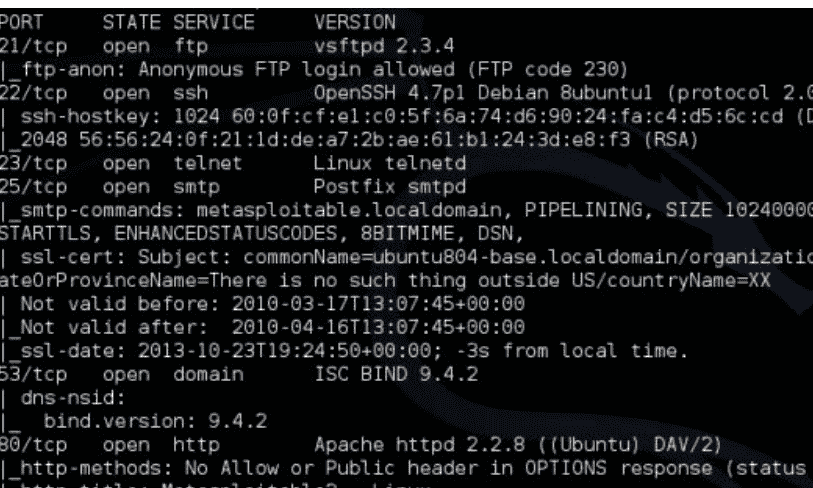 PORT STATE SERVICE VERSION
21/tcp open ftp vsftpd 2.3.4
|_ftp-anon: Anonymous FTP login allowed (FTP code 230)
22/tcp open ssh OpenSSH 4.7p1 Debian 8ubuntu1 (protocol 2.0
| ssh-hostkey: 1024 60:0f:cf:e1:c0:5f:6a:74:d6:90:24:fa:c4:d5:6c:cd (D
|_2048 56:56:24:0f:21:1d:de:a7:2b:ae:61:b1:24:3d:e8:f3 (RSA)
23/tcp open telnet Linux telnetd
25/tcp open smtp Postfix smtpd
|_smtp-commands: metasploitable.localdomain, PIPELINING, SIZE 10240000
STARTTLS, ENHANCEDSTATUSCODES, 8BITMIME, DSN,
| ssl-cert: Subject: commonName=ubuntu804-base.localdomain/organizatio
ateOrProvinceName=There is no such thing outside US/countryName=XX
| Not valid before: 2010-03-17T13:07:45+00:00
|_Not valid after: 2010-04-16T13:07:45+00:00
|_ssl-date: 2013-10-23T19:24:50+00:00; -3s from local time.
53/tcp open domain ISC BIND 9.4.2
| dns-nsid:
|_ bind.version: 9.4.2
80/tcp open http Apache httpd 2.2.8 ((Ubuntu) DAV/2)
|_http-methods: No Allow or Public header in OPTIONS response (status